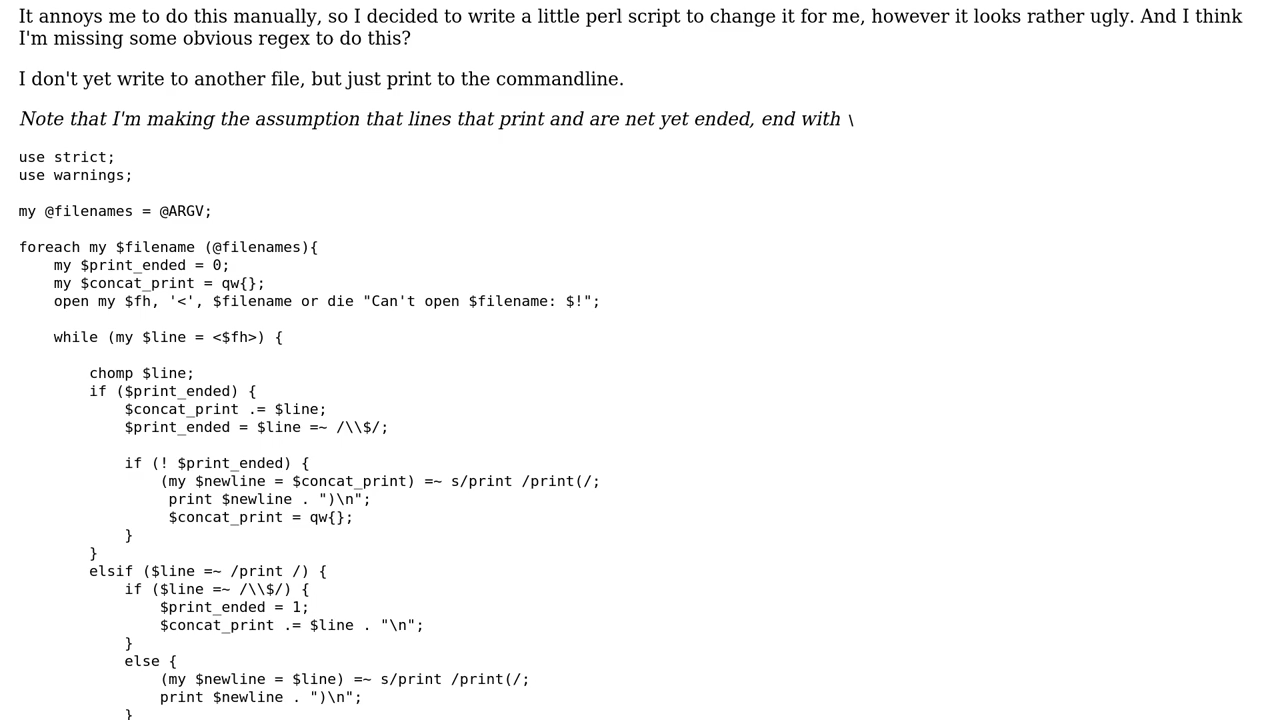 It annoys me to do this manually, so I decided to write a little perl script to change it for me, however it looks rather ugly. And I think
I'm missing some obvious regex to do this?
I don't yet write to another file, but just print to the commandline.
Note that I'm making the assumption that lines that print and are net yet ended, end with \
use strict;
use warnings;

my @filenames = @ARGV;

foreach my $filename (@filenames){
    my $print_ended = 0;
    my $concat_print = qw{};
    open my $fh, '<', $filename or die "Can't open $filename: $!";

    while (my $line = <$fh>) {

        chomp $line;
        if ($print_ended) {
            $concat_print .= $line;
            $print_ended = $line =~ /\\$/;

            if (! $print_ended) {
                (my $newline = $concat_print) =~ s/print /print(/;
                 print $newline . ")\n";
                 $concat_print = qw{};
            }
        }
        elsif ($line =~ /print /) {
            if ($line =~ /\\$/) {
                $print_ended = 1;
                $concat_print .= $line . "\n";
            }
            else {
                (my $newline = $line) =~ s/print /print(/;
                print $newline . ")\n";
            }